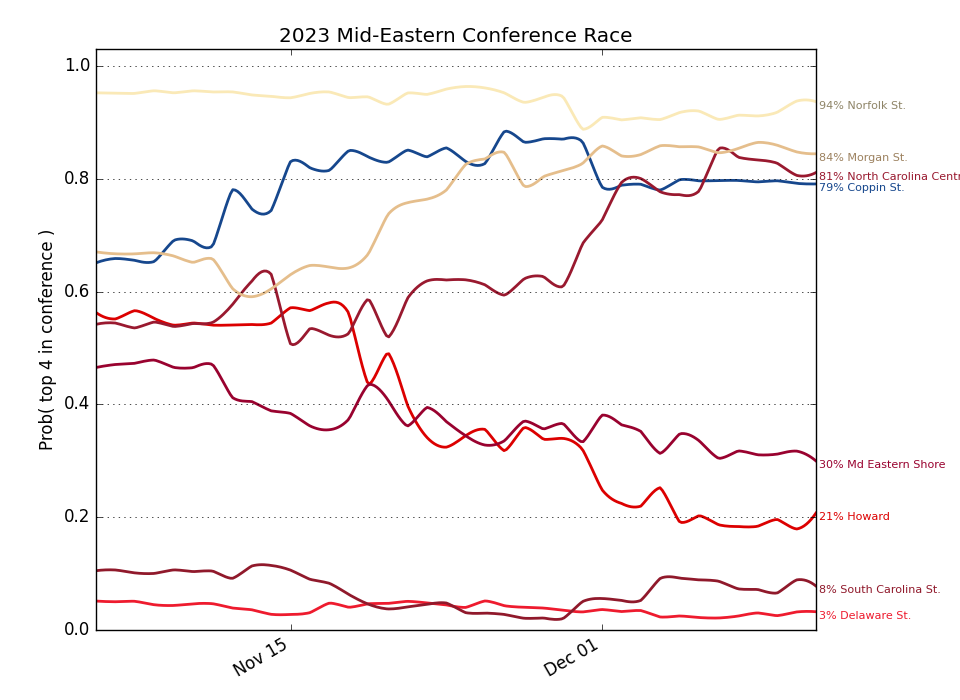 2023 Mid-Eastern Conference Race
Prob( top 4 in conference )
1.0
0.8
0.6
0.4
0.2
0.0
Nov 15
Dec 01
94% Norfolk St.
84% Morgan St.
81% North Carolina Centr
79% Coppin St.
30% Md Eastern Shore
21% Howard
8% South Carolina St.
3% Delaware St.